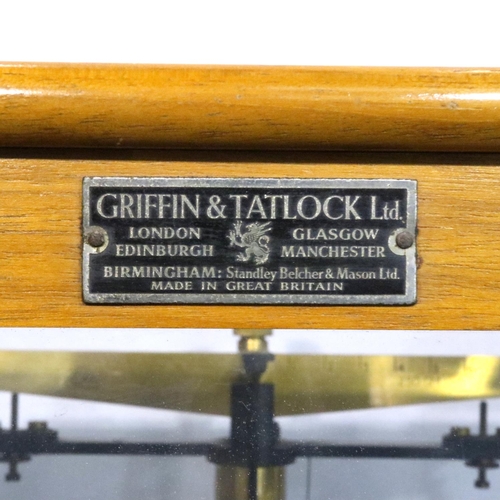 GRIFFIN & TATLOCK Ltd.
LONDON GLASGOW
EDINBURGH MANCHESTER
BIRMINGHAM: Standley Belcher & Mason Ltd.
MADE IN GREAT BRITAIN